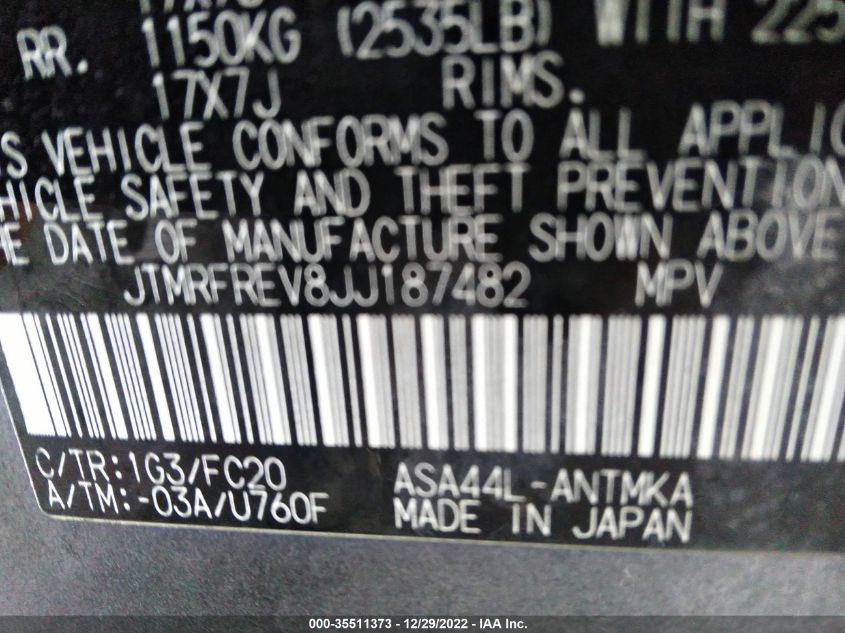 RR. 1150KG (2535LB) WITH 225
17X7J RIMS.
VEHICLE CONFORMS TO ALL
SAFETY AND THEFT PREVENTION
DATE OF MANUFACTURE SHOWN ABOVE
JTMRFREV8JJ187482 MPV
C/TR:1G3/FC20 ASA44L-ANTMKA
A/TM:-03A/U760F MADE IN JAPAN
000-35511373 - 12/29/2022 - IAA Inc.